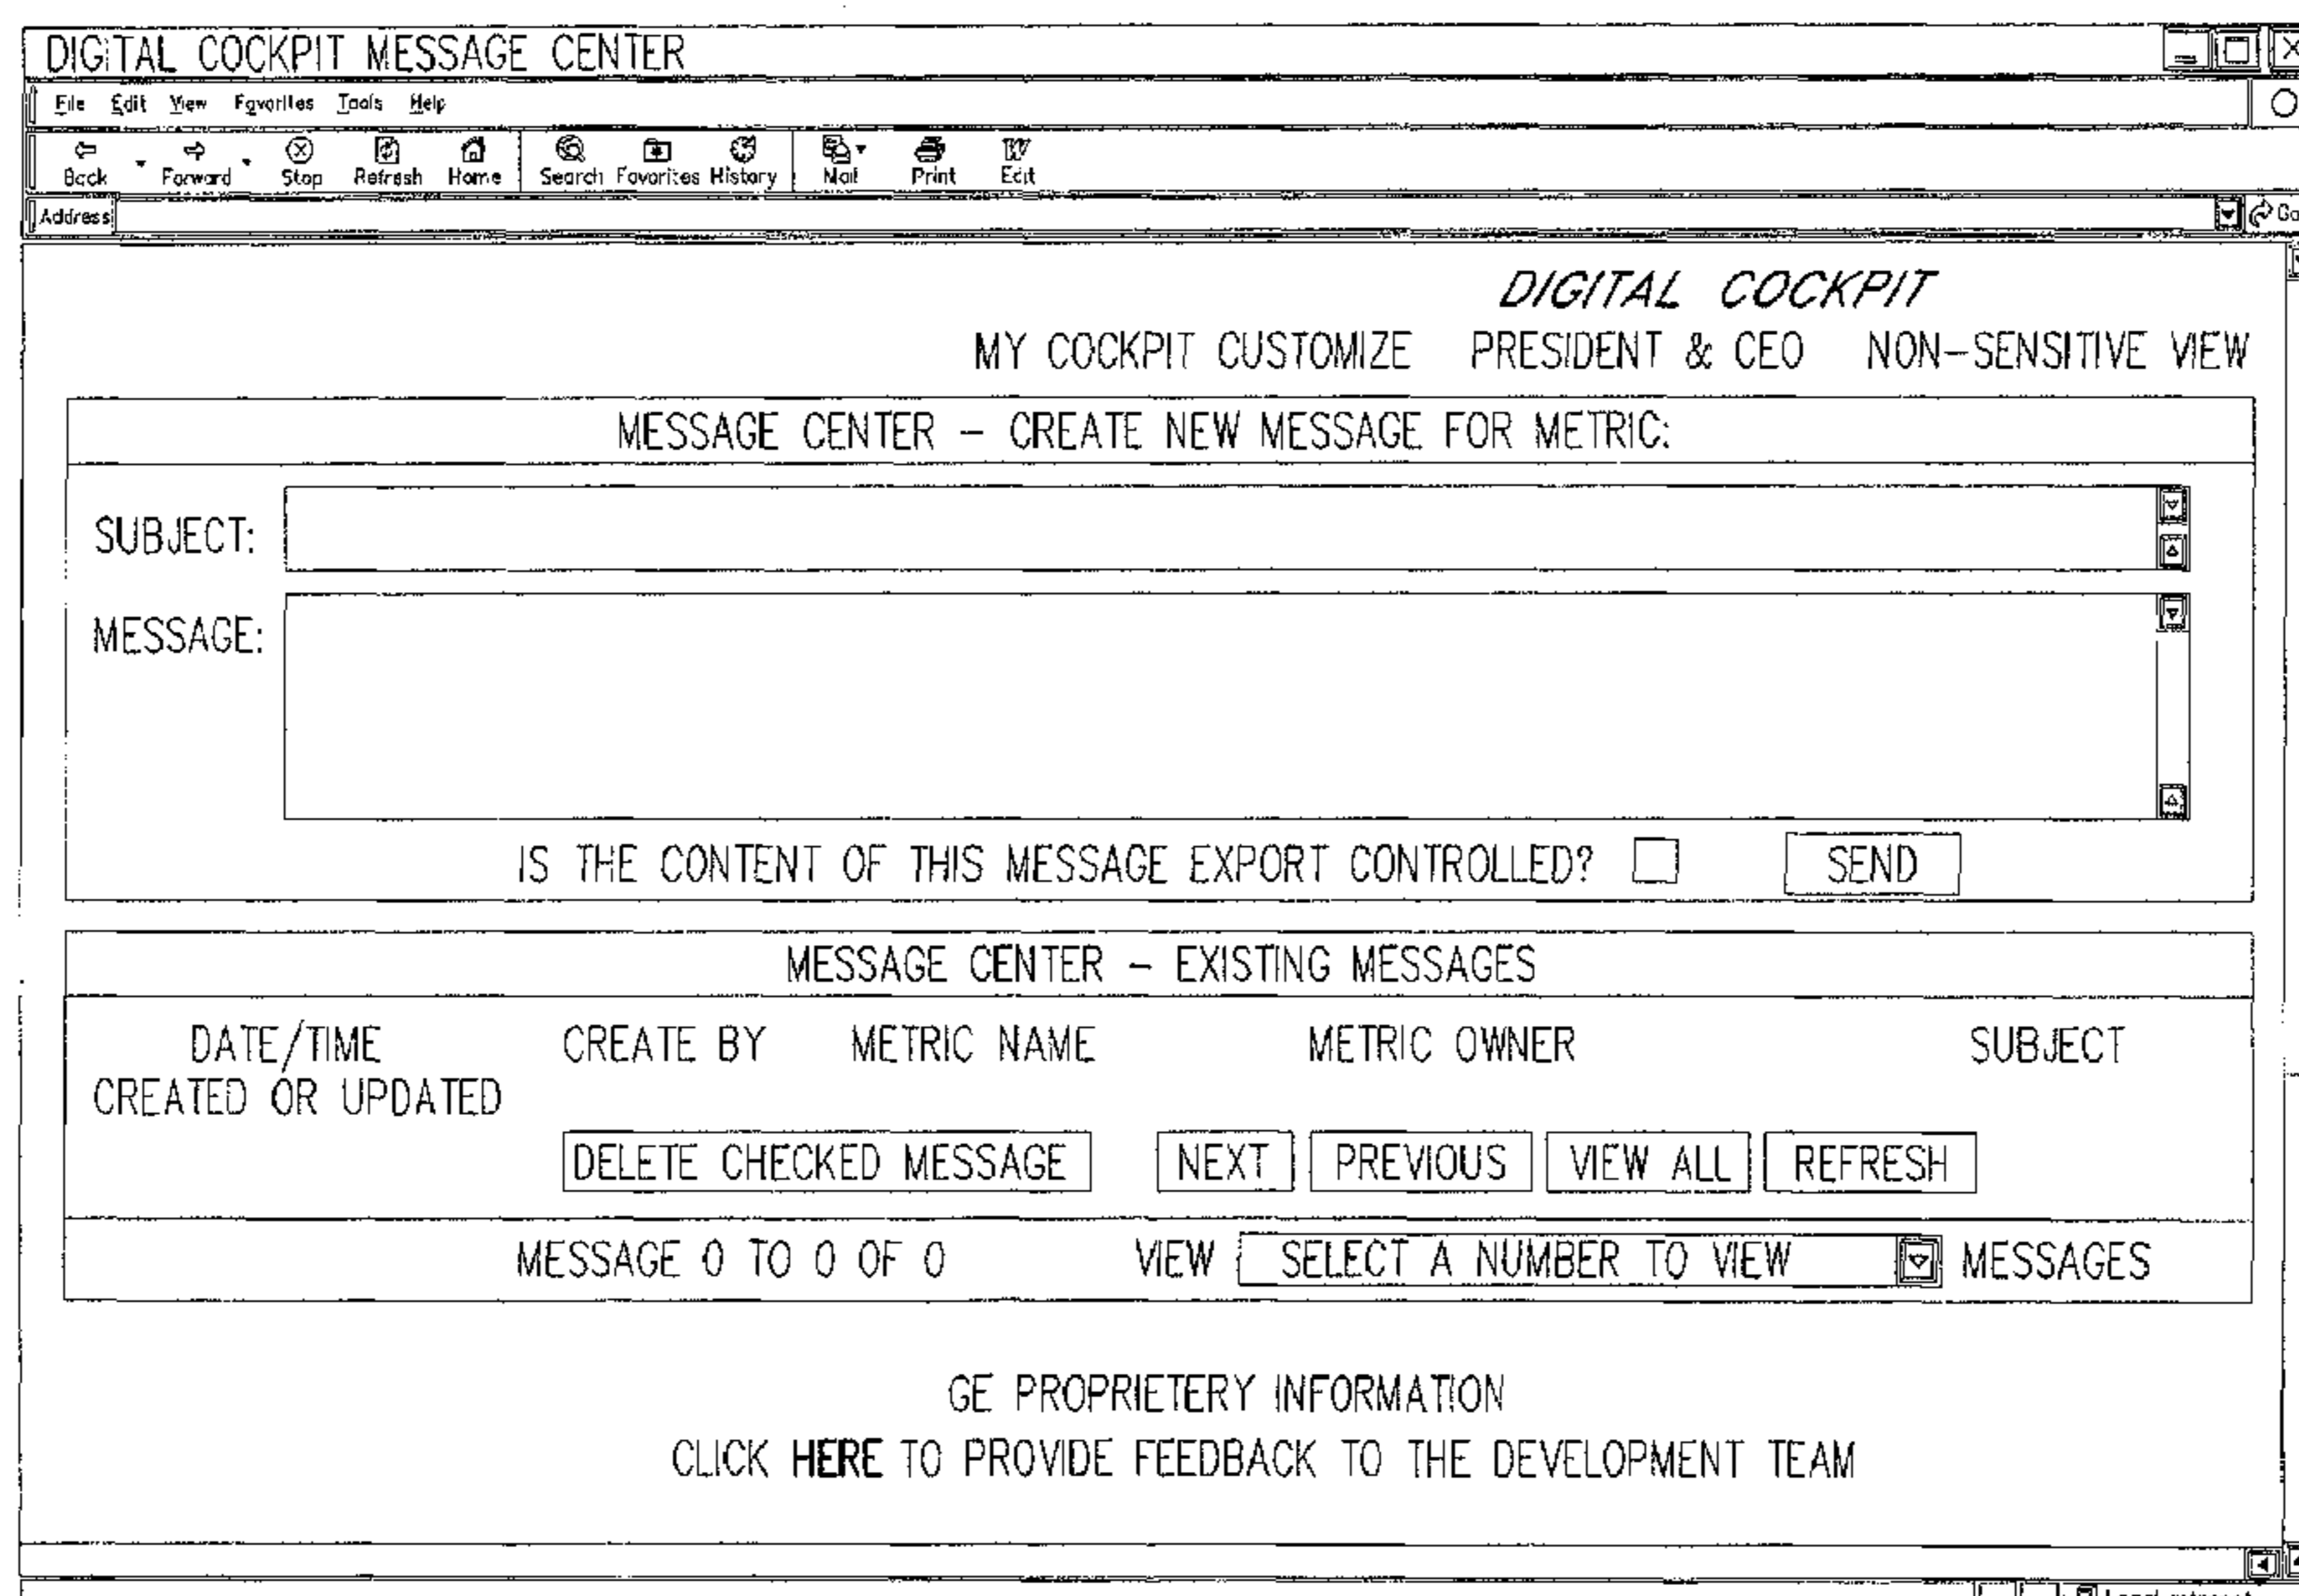 DIGITAL COCKPIT MESSAGE CENTER
File Edit View Favorites Tools Help
Back Forward Stop Refresh Home Search Favorites History Mail Print Edit
Address Go
DIGITAL COCKPIT
MY COCKPIT CUSTOMIZE PRESIDENT & CEO NON-SENSITIVE VIEW
MESSAGE CENTER – CREATE NEW MESSAGE FOR METRIC:
SUBJECT:
MESSAGE:
IS THE CONTENT OF THIS MESSAGE EXPORT CONTROLLED? SEND
MESSAGE CENTER – EXISTING MESSAGES
DATE/TIME CREATE BY METRIC NAME METRIC OWNER SUBJECT
CREATED OR UPDATED
DELETE CHECKED MESSAGE NEXT PREVIOUS VIEW ALL REFRESH
MESSAGE 0 TO 0 OF 0 VIEW SELECT A NUMBER TO VIEW MESSAGES
GE PROPRIETERY INFORMATION
CLICK HERE TO PROVIDE FEEDBACK TO THE DEVELOPMENT TEAM